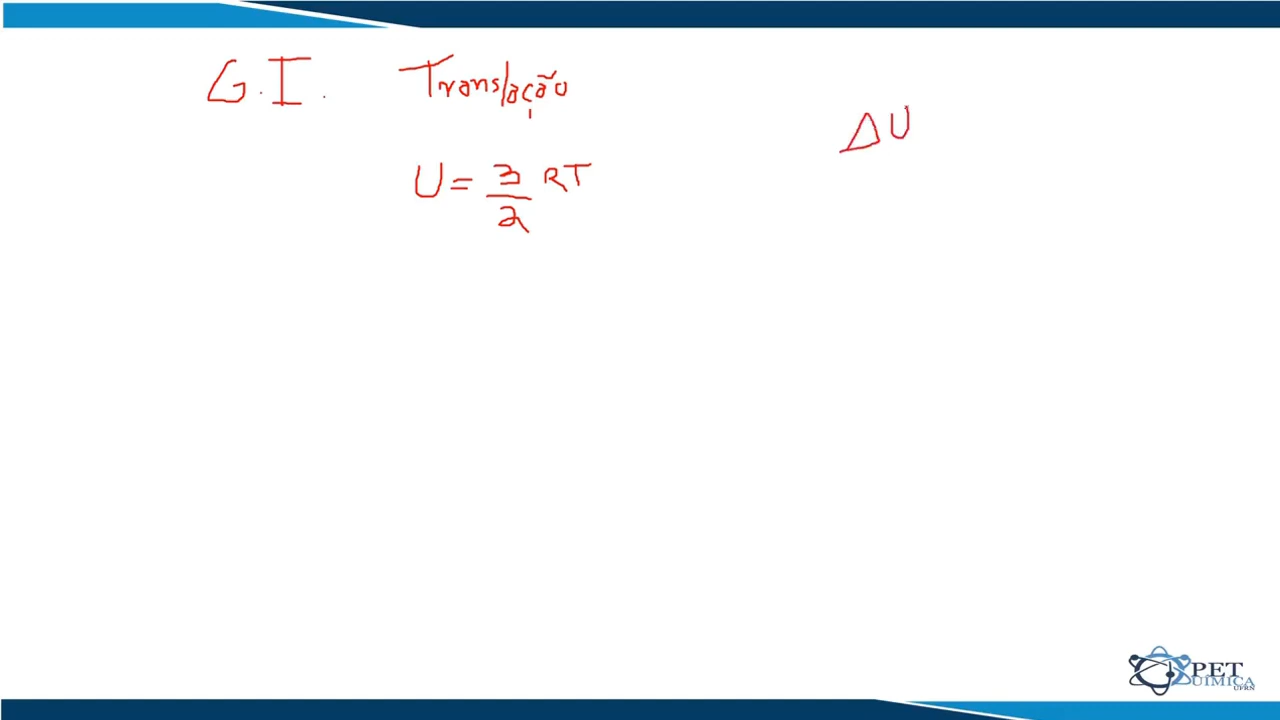 G.I. Translação
ΔU
U = 3/2 RT
PET
QUIMICA
UFRN